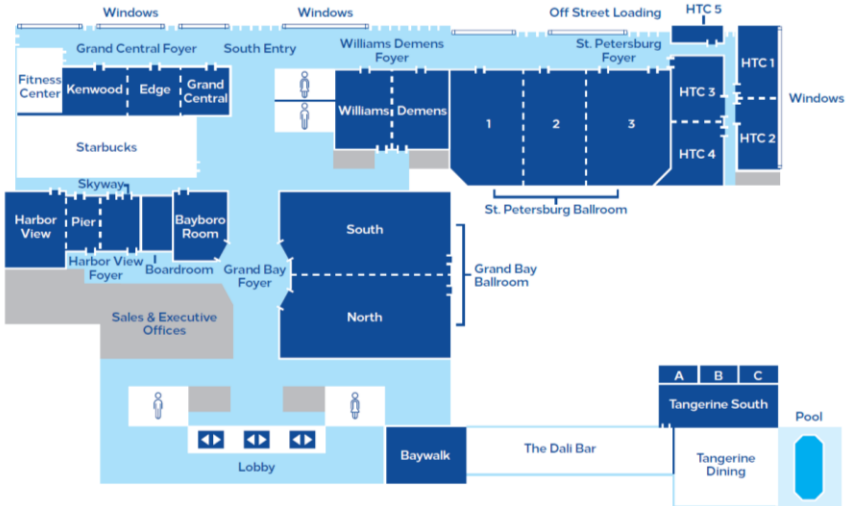 Windows
Windows
Off Street Loading
HTC 5
Grand Central Foyer
South Entry
Williams Demens
Foyer
St. Petersburg
Foyer
Fitness
Center
Kenwood
Edge
Grand
Central
Williams
Demens
1
2
3
HTC 3
HTC 4
HTC 1
HTC 2
Windows
Starbucks
Skyway
St. Petersburg Ballroom
Harbor
View
Pier
Bayboro
Room
Harbor View
Foyer
Boardroom
Grand Bay
Foyer
South
North
Grand Bay
Ballroom
Sales & Executive
Offices
A
B
C
Tangerine South
Pool
Lobby
Baywalk
The Dali Bar
Tangerine
Dining